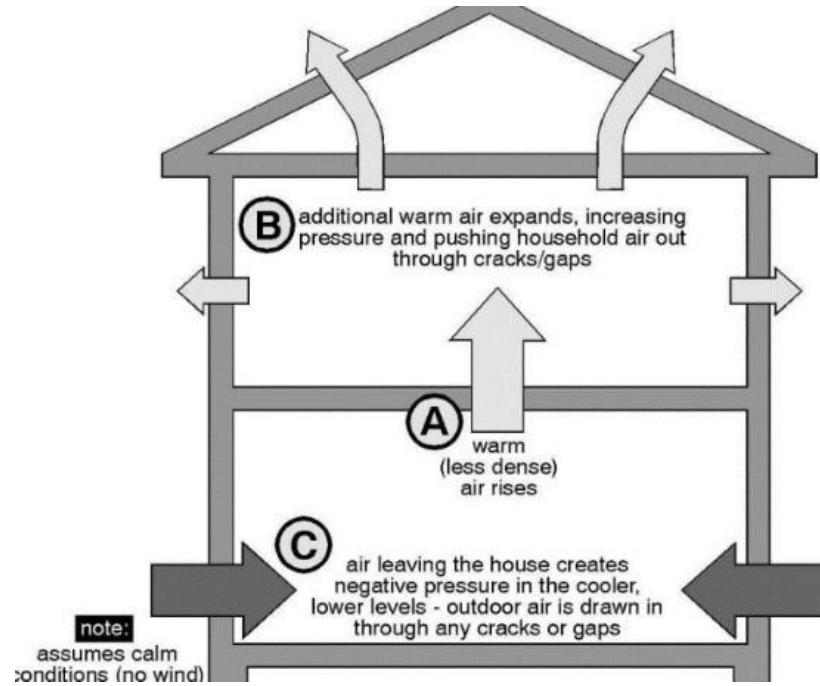 B
additional warm air expands, increasing
pressure and pushing household air out
through cracks/gaps
A
warm
(less dense)
air rises
C
air leaving the house creates
negative pressure in the cooler,
lower levels - outdoor air is drawn in
through any cracks or gaps
note:
assumes calm
conditions (no wind)